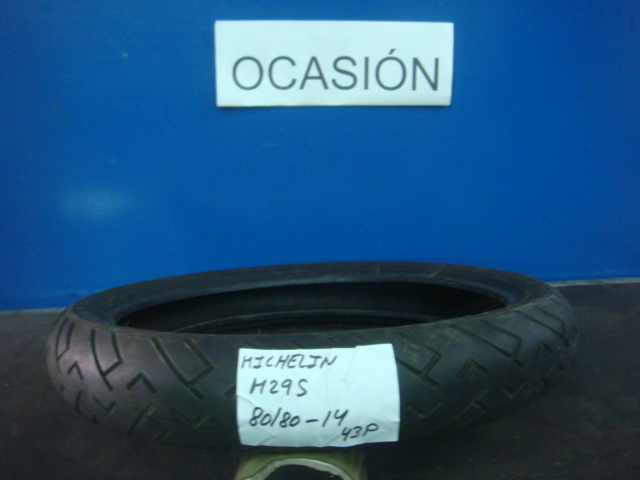 OCASIÓN
MICHELIN
M29S
80/80-14
43P